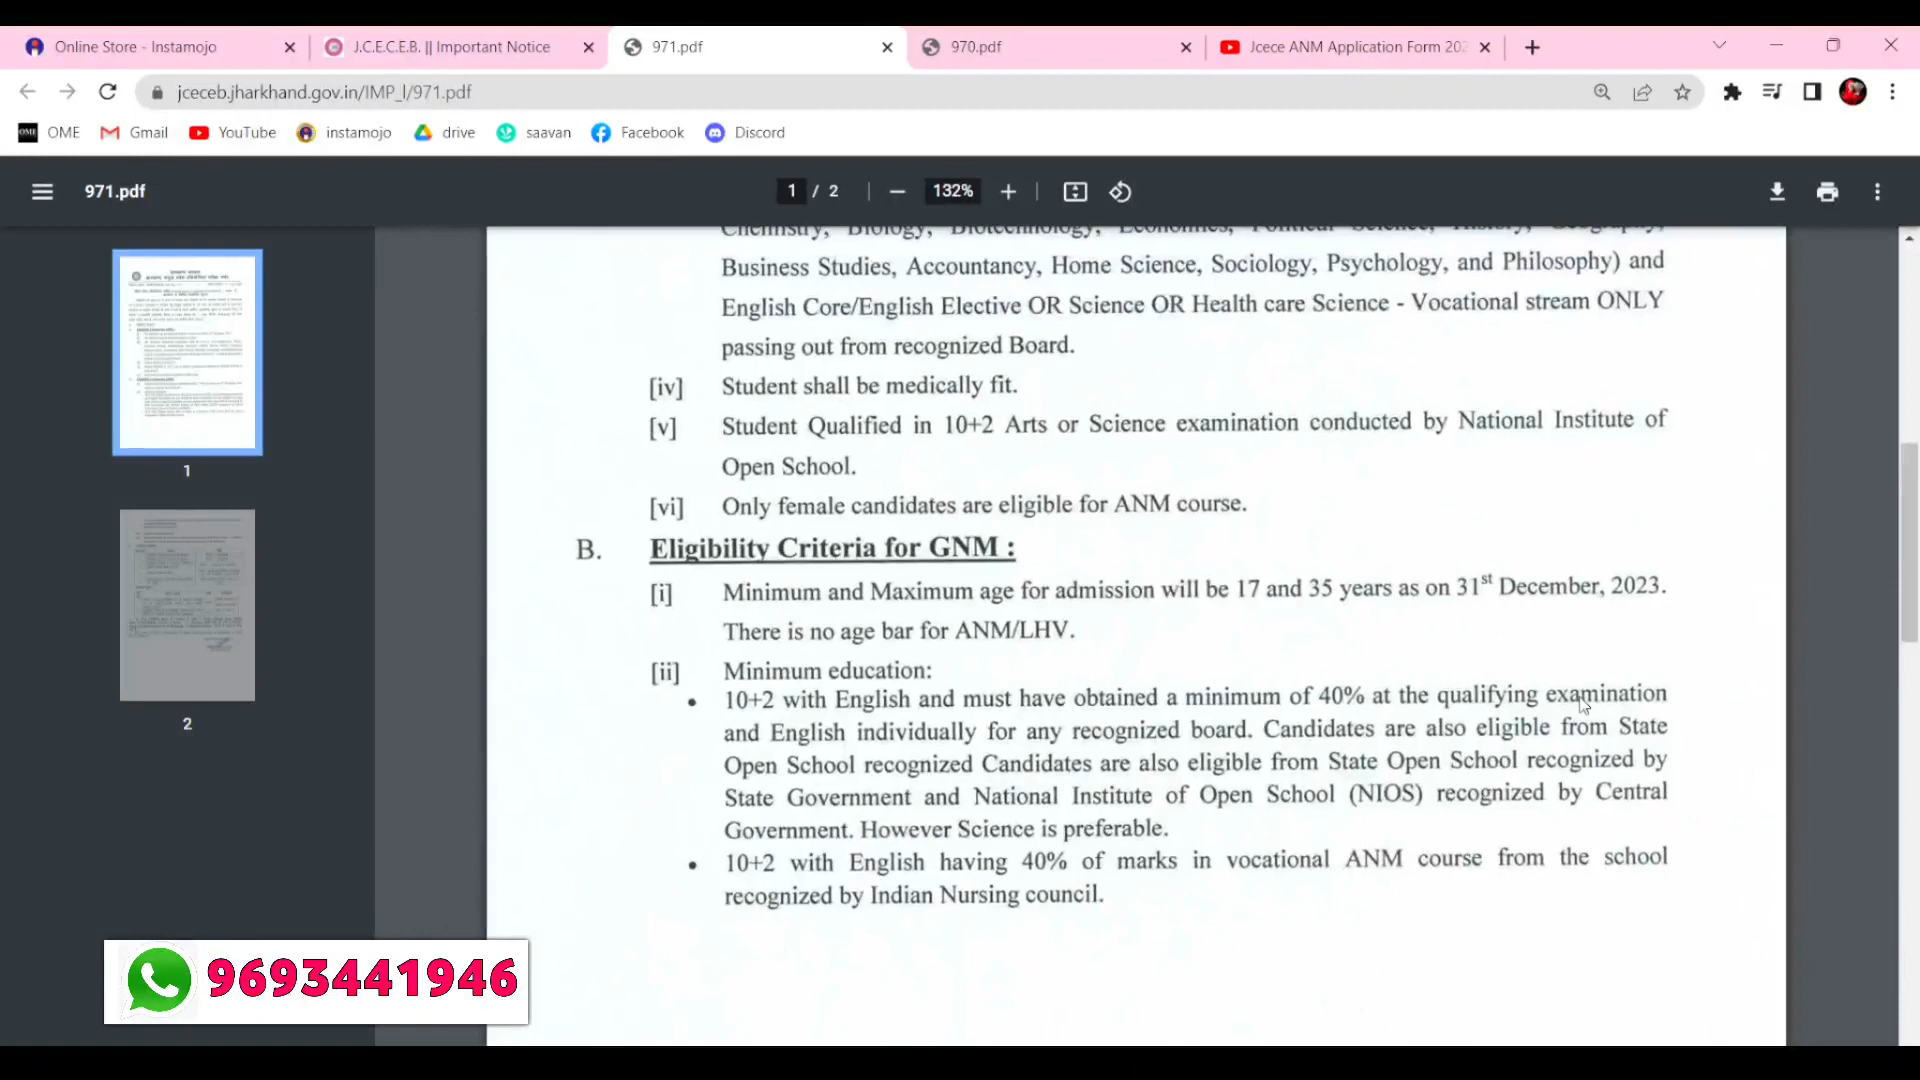 Online Store - Instamojo
J.C.E.C.E.B. || Important Notice
971.pdf
970.pdf
Jcece ANM Application Form 202
jceceb.jharkhand.gov.in/IMP_l/971.pdf
OME OME
Gmail
YouTube
instamojo
drive
saavan
Facebook
Discord
971.pdf
1 / 2
132%
Chemistry, Biology, Biotechnology, Economics, Political Science, History, Geography,
Business Studies, Accountancy, Home Science, Sociology, Psychology, and Philosophy) and
English Core/English Elective OR Science OR Health care Science - Vocational stream ONLY
passing out from recognized Board.
[iv] Student shall be medically fit.
[v] Student Qualified in 10+2 Arts or Science examination conducted by National Institute of
Open School.
[vi] Only female candidates are eligible for ANM course.
B. Eligibility Criteria for GNM :
[i] Minimum and Maximum age for admission will be 17 and 35 years as on 31st December, 2023.
There is no age bar for ANM/LHV.
[ii] Minimum education:
• 10+2 with English and must have obtained a minimum of 40% at the qualifying examination
and English individually for any recognized board. Candidates are also eligible from State
Open School recognized Candidates are also eligible from State Open School recognized by
State Government and National Institute of Open School (NIOS) recognized by Central
Government. However Science is preferable.
• 10+2 with English having 40% of marks in vocational ANM course from the school
recognized by Indian Nursing council.
1
2
9693441946